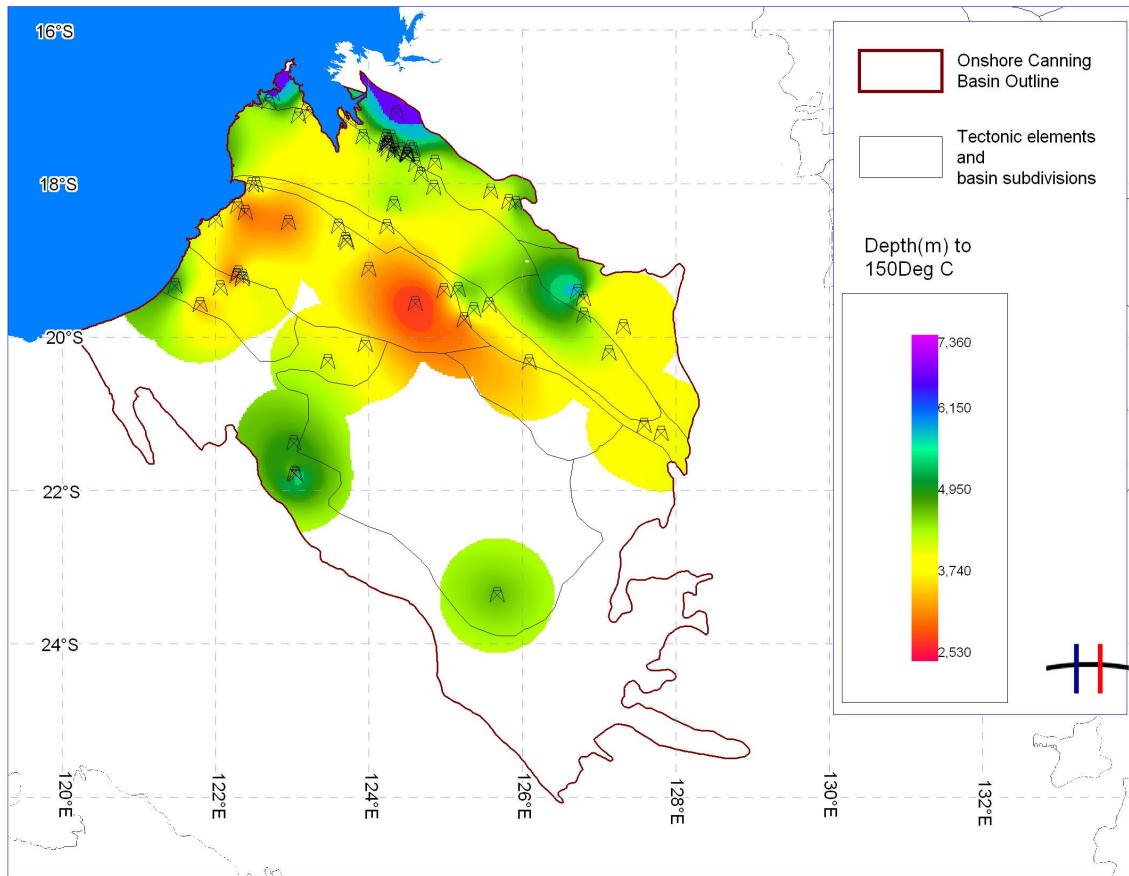 16°S
18°S
20°S
22°S
24°S
120°E
122°E
124°E
126°E
128°E
130°E
132°E
Onshore Canning
Basin Outline
Tectonic elements
and
basin subdivisions
Depth(m) to
150Deg C
7,360
6,150
4,950
3,740
2,530